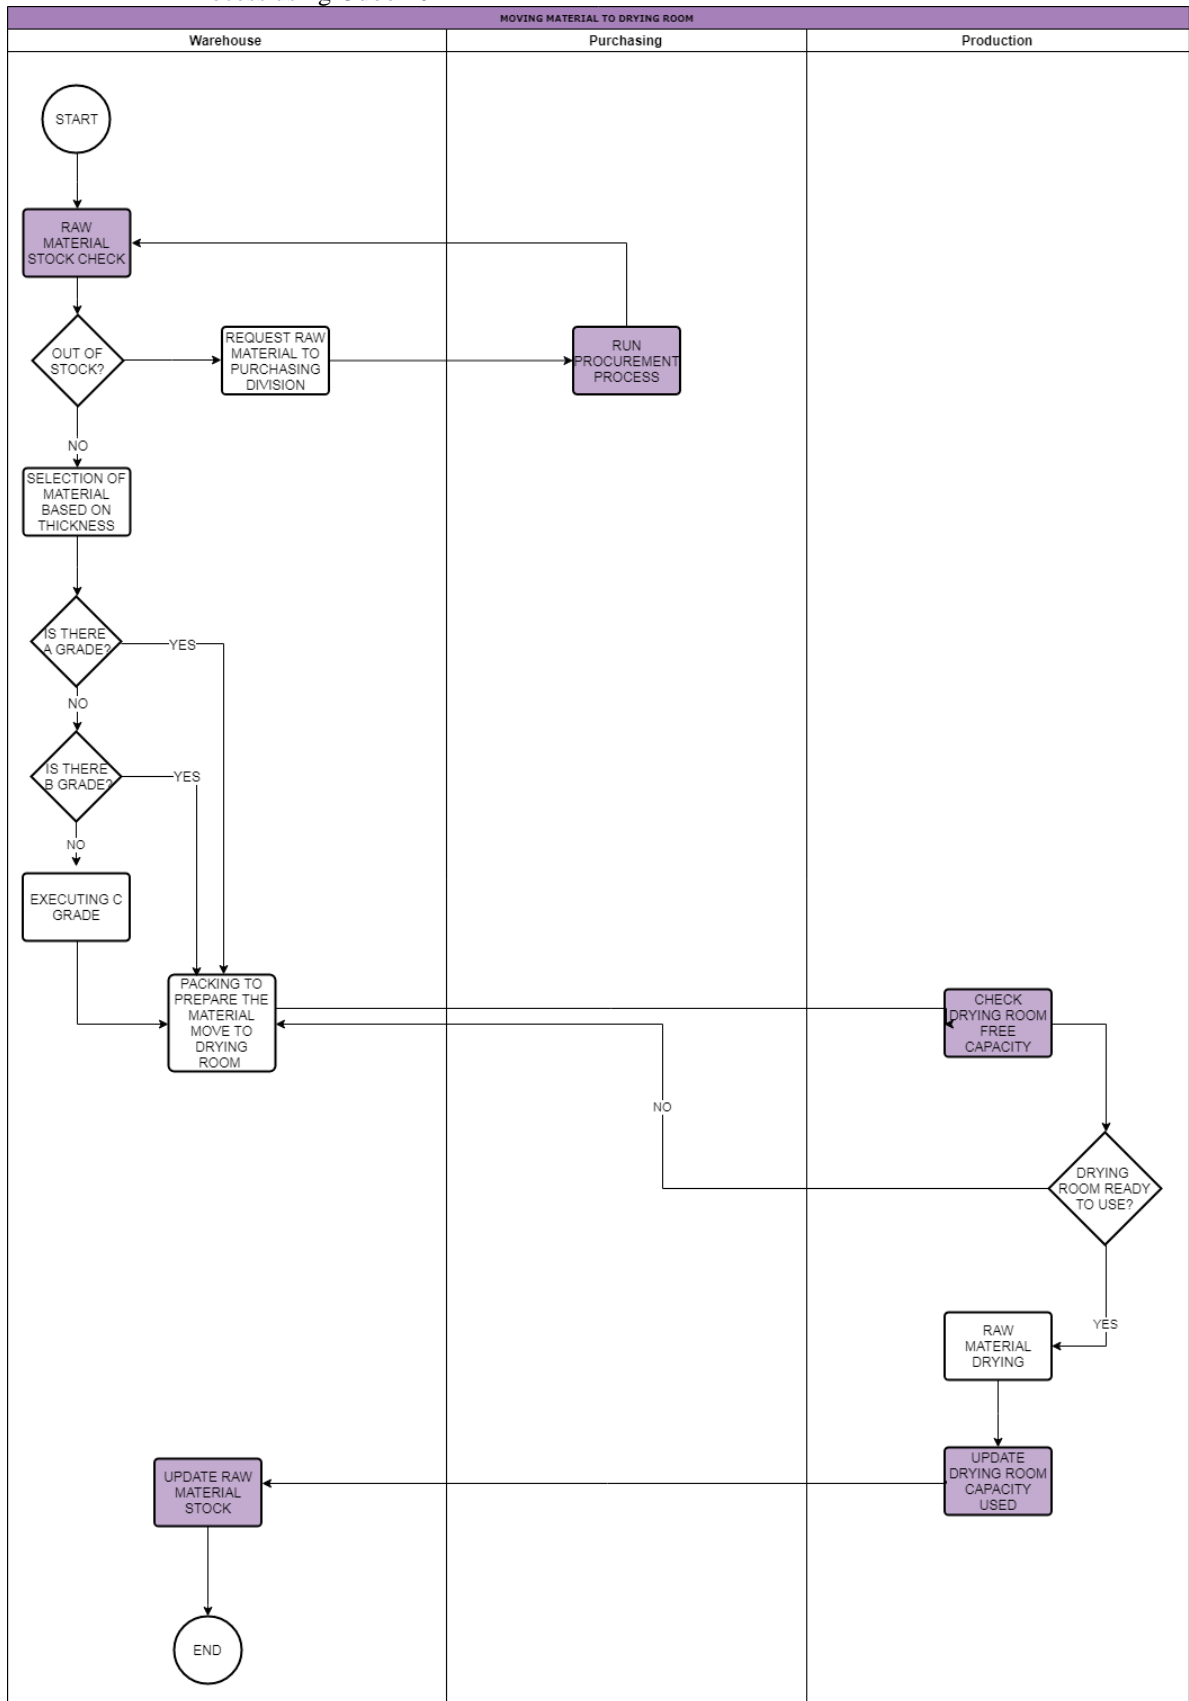 MOVING MATERIAL TO DRYING ROOM
Warehouse
Purchasing
Production
START
RAW
MATERIAL
STOCK CHECK
OUT OF
STOCK?
REQUEST RAW
MATERIAL TO
PURCHASING
DIVISION
RUN
PROCUREMENT
PROCESS
NO
SELECTION OF
MATERIAL
BASED ON
THICKNESS
IS THERE
A GRADE?
YES
NO
IS THERE
B GRADE?
YES
NO
EXECUTING C
GRADE
PACKING TO
PREPARE THE
MATERIAL
MOVE TO
DRYING
ROOM
CHECK
DRYING ROOM
FREE
CAPACITY
NO
DRYING
ROOM READY
TO USE?
YES
RAW
MATERIAL
DRYING
UPDATE
DRYING ROOM
CAPACITY
USED
UPDATE RAW
MATERIAL
STOCK
END